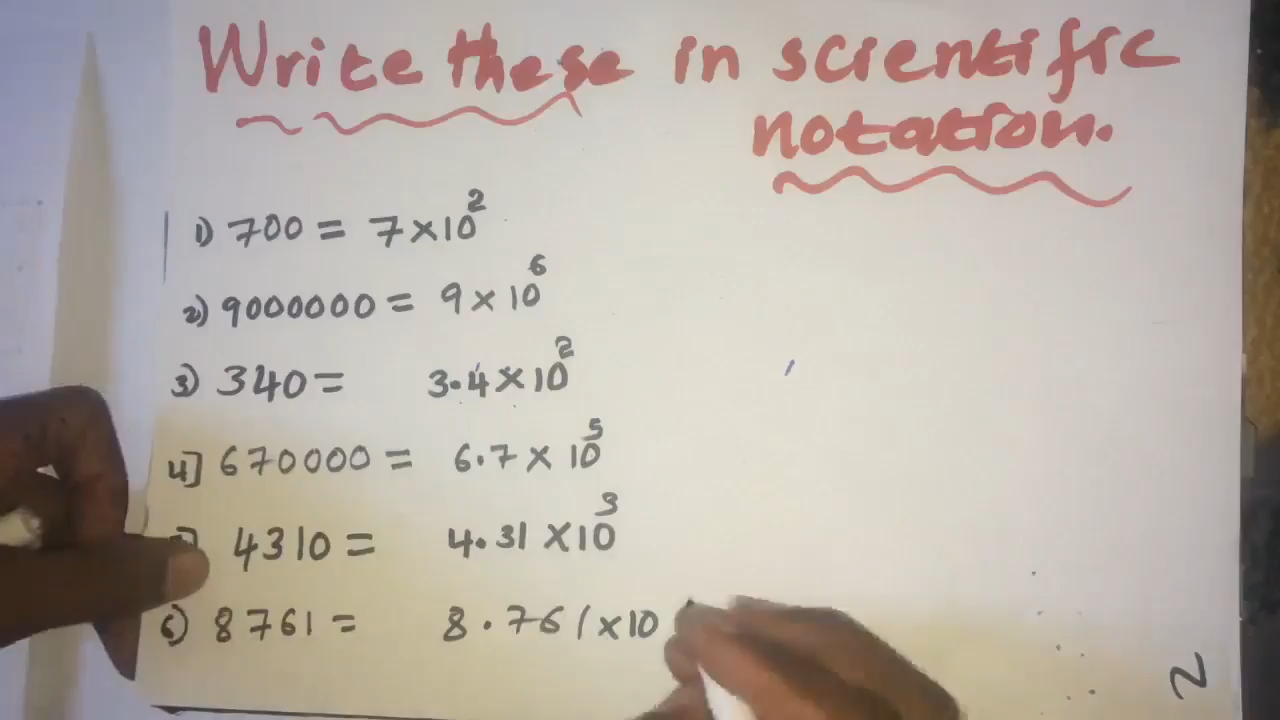 Write these in scientific
notation.
1) 700 = 7×10²
2) 9000000 = 9 × 10⁶
3) 340 = 3.4×10²
4] 670000 = 6.7 × 10⁵
4310 = 4.31 ×10³
6) 8761 = 8.761×10
2